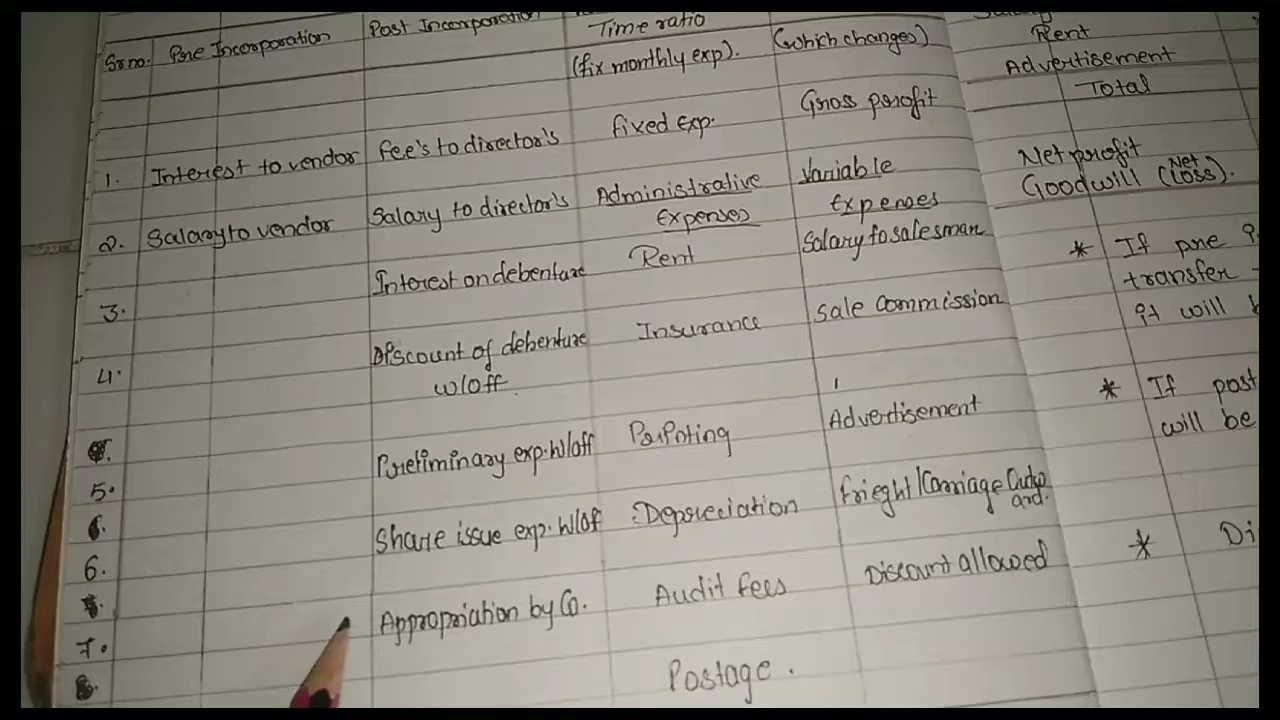 Sr no. Pre Incorporation Post Incorporation Time ratio
(fix monthly exp). (which changes)
Rent
Advertisement
Total
1. Interest to vendor Fee's to director's fixed exp. Gross profit
Net profit
Goodwill (Net Loss).
2. Salary to vendor Salary to director's Administrative Expenses Variable Expenses
3. Interest on debenture Rent Salary to salesman
4. Discount of debenture w/off Insurance Sale Commission
5. Preliminary exp. w/off Advertisement
6. Share issue exp. w/of Depreciation Frieght/Carriage Outward.
7. Appropriation by Co. Audit Fees Discount allowed
Postage.
* If pre
transfer
it will
* If post
will be
* Di